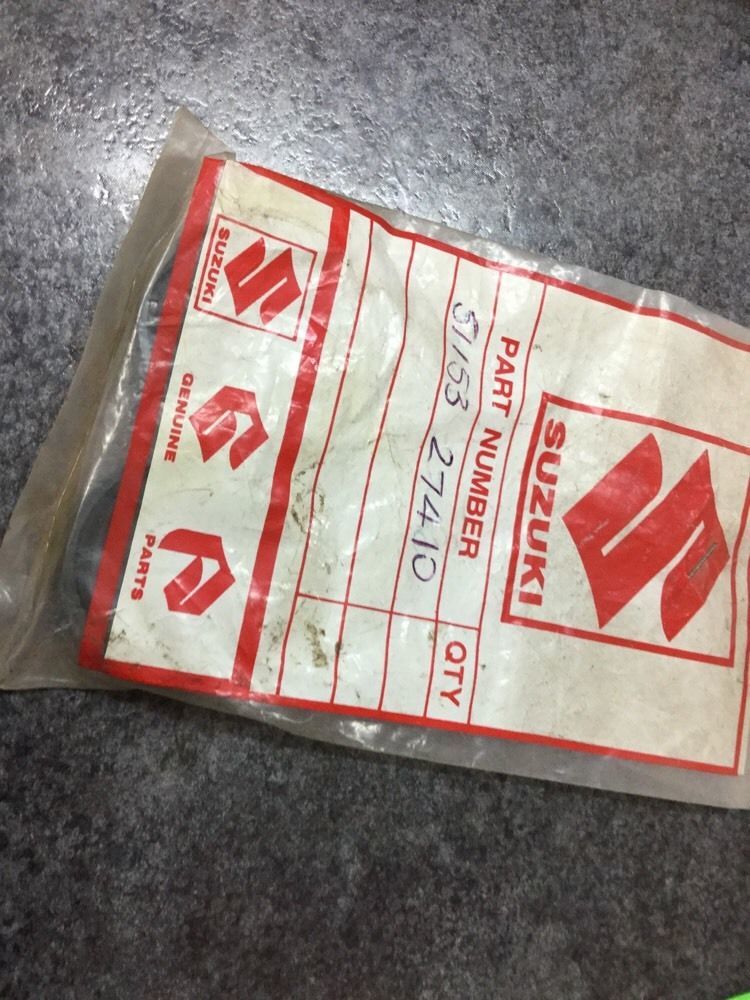 SUZUKI
PART NUMBER QTY
51153 27410
SUZUKI
GENUINE
PARTS